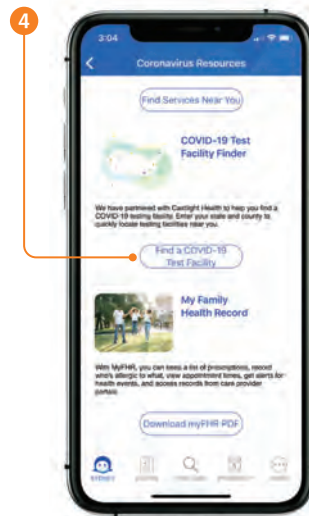 4
3:04
Coronavirus Resources
Find Services Near You
COVID-19 Test
Facility Finder
We have partnered with Castlight Health to help you find a
COVID-19 testing facility. Enter your state and county to
quickly locate testing facilities near you.
Find a COVID-19
Test Facility
My Family
Health Record
With MyFHR, you can keep a list of prescriptions, record
who's allergic to what, view appointment times, get alerts for
health events, and access records from care provider
portals.
Download myFHR PDF
SYDNEY